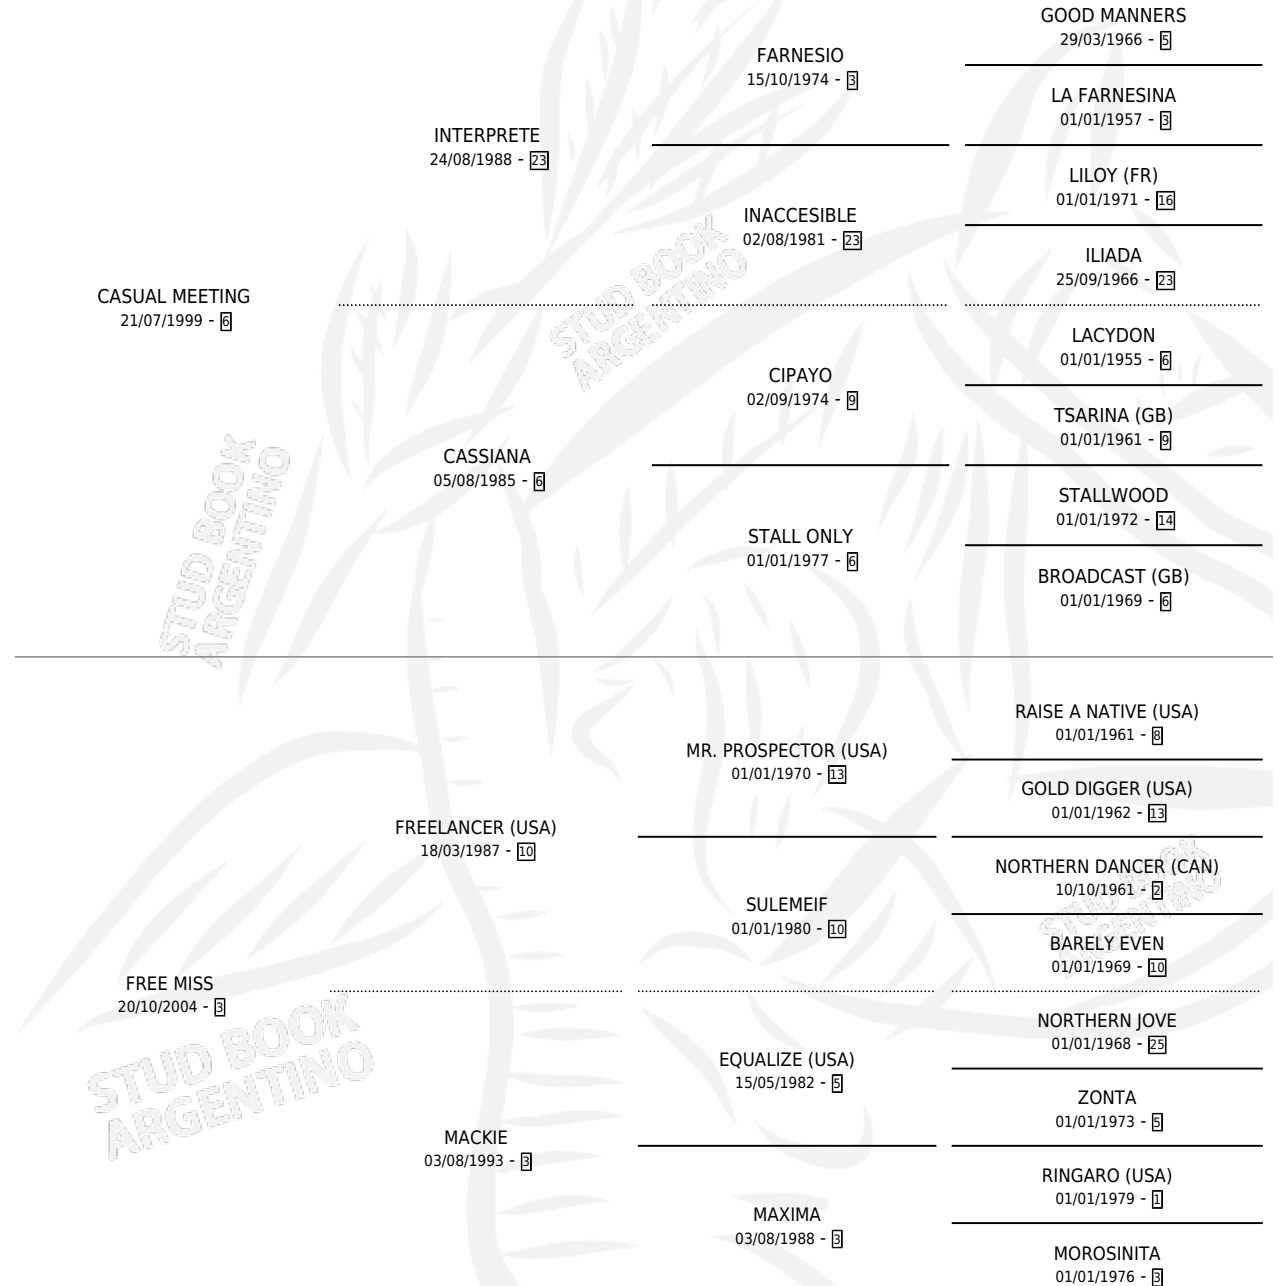 GOOD MANNERS
29/03/1966 - 5
FARNESIO
15/10/1974 - 3
LA FARNESINA
01/01/1957 - 3
INTERPRETE
24/08/1988 - 23
LILOY (FR)
01/01/1971 - 16
INACCESIBLE
02/08/1981 - 23
ILIADA
25/09/1966 - 23
CASUAL MEETING
21/07/1999 - 6
STUD BOOK
ARGENTINO
LACYDON
01/01/1955 - 6
CIPAYO
02/09/1974 - 9
TSARINA (GB)
01/01/1961 - 9
CASSIANA
05/08/1985 - 6
STALLWOOD
01/01/1972 - 14
STALL ONLY
01/01/1977 - 6
BROADCAST (GB)
01/01/1969 - 6
STUD BOOK
ARGENTINO
RAISE A NATIVE (USA)
01/01/1961 - 8
MR. PROSPECTOR (USA)
01/01/1970 - 13
GOLD DIGGER (USA)
01/01/1962 - 13
FREELANCER (USA)
18/03/1987 - 10
NORTHERN DANCER (CAN)
10/10/1961 - 2
SULEMEIF
01/01/1980 - 10
BARELY EVEN
01/01/1969 - 10
STUD BOOK
ARGENTINO
FREE MISS
20/10/2004 - 3
NORTHERN JOVE
01/01/1968 - 25
EQUALIZE (USA)
15/05/1982 - 5
ZONTA
01/01/1973 - 5
STUD BOOK
ARGENTINO
MACKIE
03/08/1993 - 3
RINGARO (USA)
01/01/1979 - 1
MAXIMA
03/08/1988 - 3
MOROSINITA
01/01/1976 - 3